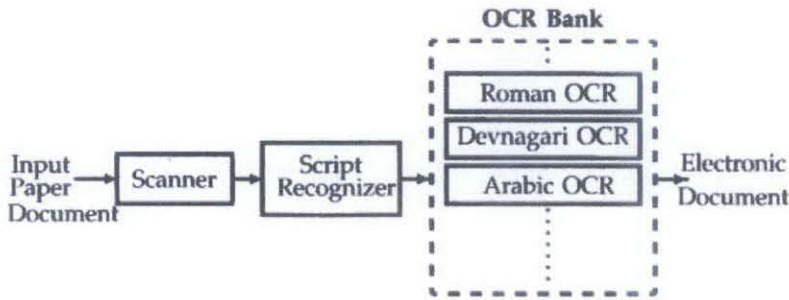 OCR Bank
Roman OCR
Devnagari OCR
Arabic OCR
Input
Paper
Document
Scanner
Script
Recognizer
Electronic
Document